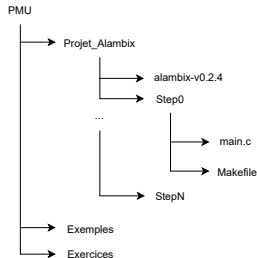 PMU
Projet_Alambix
alambix-v0.2.4
Step0
...
main.c
Makefile
StepN
Exemples
Exercices